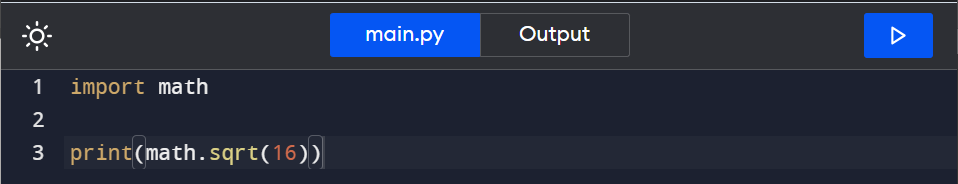 main.py Output
1 import math
2
3 print(math.sqrt(16))